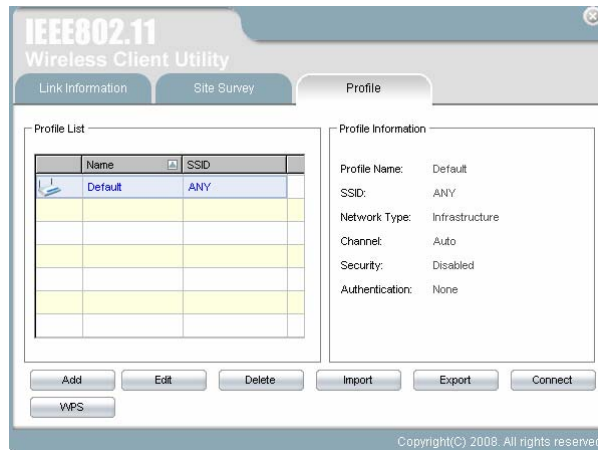 IEEE802.11
Wireless Client Utility
Link Information
Site Survey
Profile
Profile List
Name SSID
Default ANY
Profile Information
Profile Name: Default
SSID: ANY
Network Type: Infrastructure
Channel: Auto
Security: Disabled
Authentication: None
Add Edit Delete Import Export Connect
WPS
Copyright(C) 2008. All rights reserved